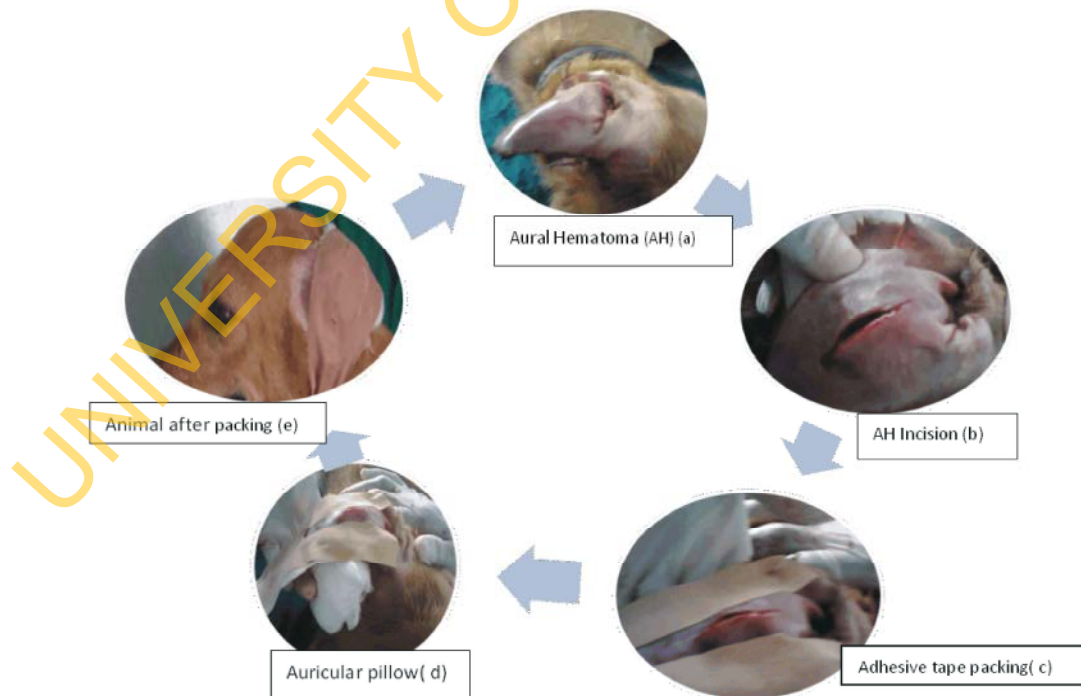 UNIVERSITY O
Aural Hematoma (AH) (a)
AH Incision (b)
Adhesive tape packing( c)
Auricular pillow( d)
Animal after packing (e)